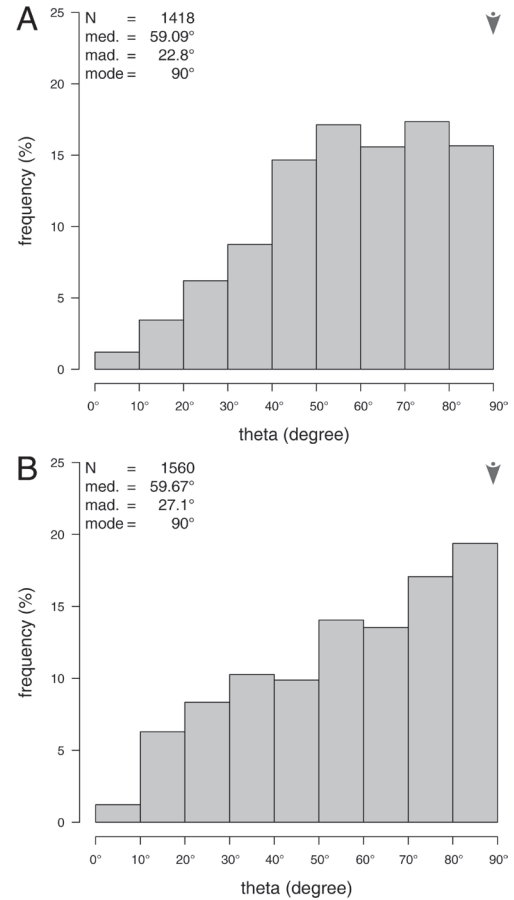 A
N = 1418
med. = 59.09°
mad. = 22.8°
mode = 90°
25
20
15
10
5
0
frequency (%)
0° 10° 20° 30° 40° 50° 60° 70° 80° 90°
theta (degree)
B
N = 1560
med. = 59.67°
mad. = 27.1°
mode = 90°
25
20
15
10
5
0
frequency (%)
0° 10° 20° 30° 40° 50° 60° 70° 80° 90°
theta (degree)